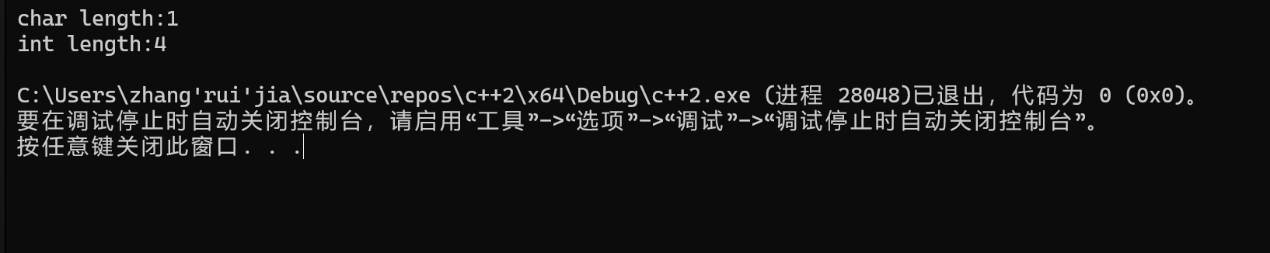 char length:1
int length:4
C:\Users\zhang'rui'jia\source\repos\c++2\x64\Debug\c++2.exe (进程 28048)已退出，代码为 0 (0x0)。
要在调试停止时自动关闭控制台，请启用“工具”->“选项”->“调试”->“调试停止时自动关闭控制台”。
按任意键关闭此窗口. . .